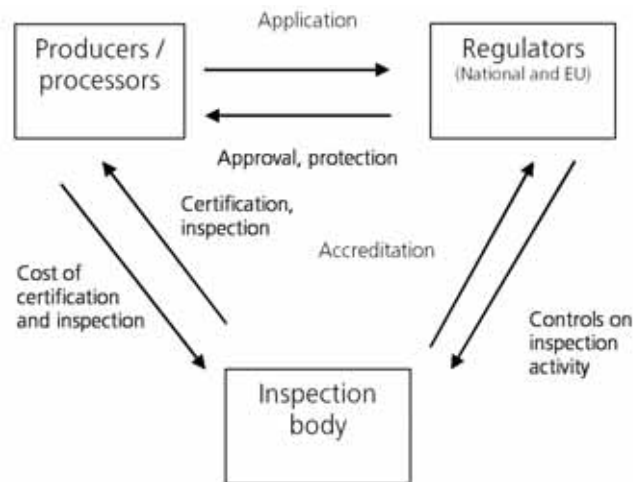 Application
Producers /
processors
Regulators
(National and EU)
Approval, protection
Certification,
inspection
Accreditation
Cost of
certification
and inspection
Controls on
inspection
activity
Inspection
body